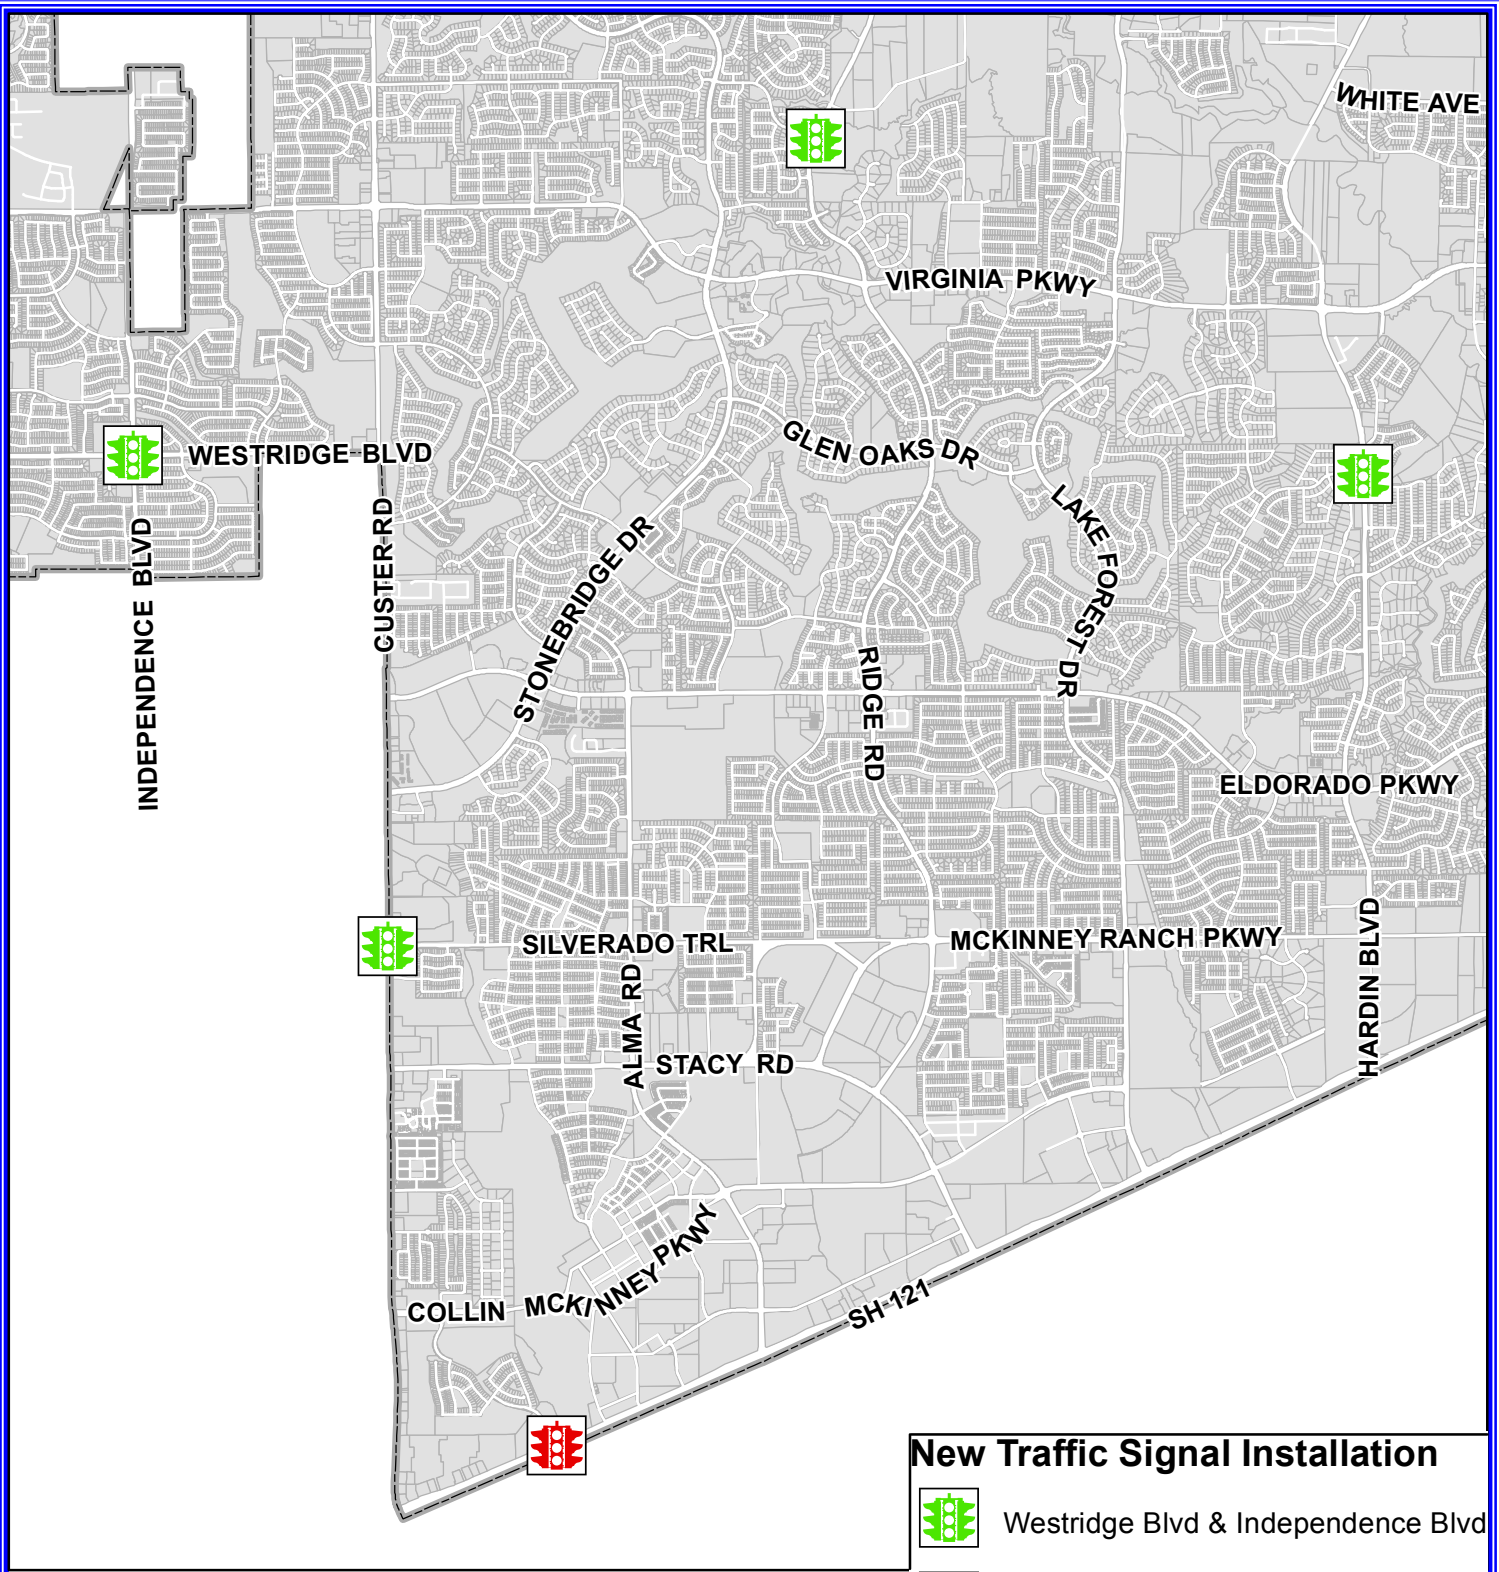 WHITE AVE
VIRGINIA PKWY
GLEN OAKS DR
WESTRIDGE BLVD
LAKE FOREST DR
CUSTER RD
INDEPENDENCE BLVD
STONEBRIDGE DR
RIDGE RD
ELDORADO PKWY
HARDIN BLVD
SILVERADO TRL
MCKINNEY RANCH PKWY
ALMA RD
STACY RD
COLLIN MCKINNEY PKWY
SH 121
New Traffic Signal Installation
Westridge Blvd & Independence Blvd